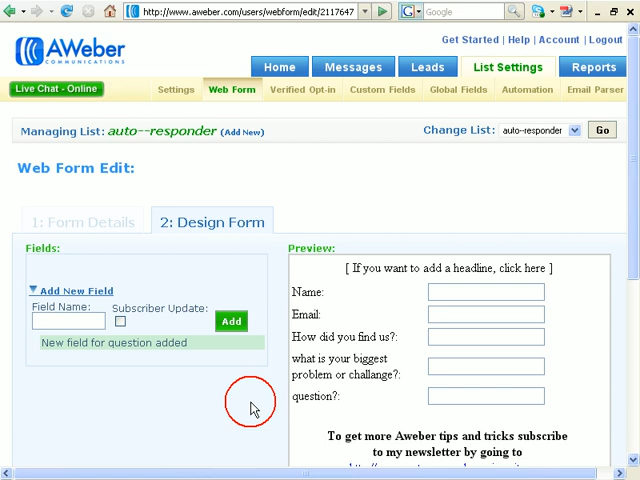 http://www.aweber.com/users/webform/edit/2117647
Google
Get Started | Help | Account | Logout
AWeber
COMMUNICATIONS
Home
Messages
Leads
List Settings
Reports
Live Chat - Online
Settings
Web Form
Verified Opt-in
Custom Fields
Global Fields
Automation
Email Parser
Managing List: auto--responder (Add New)
Change List:
auto--responder
Go
Web Form Edit:
1: Form Details
2: Design Form
Fields:
Preview:
[ If you want to add a headline, click here ]
Add New Field
Name:
Field Name:
Subscriber Update:
Email:
Add
How did you find us?:
New field for question added
what is your biggest
problem or challange?:
question?:
To get more Aweber tips and tricks subscribe
to my newsletter by going to